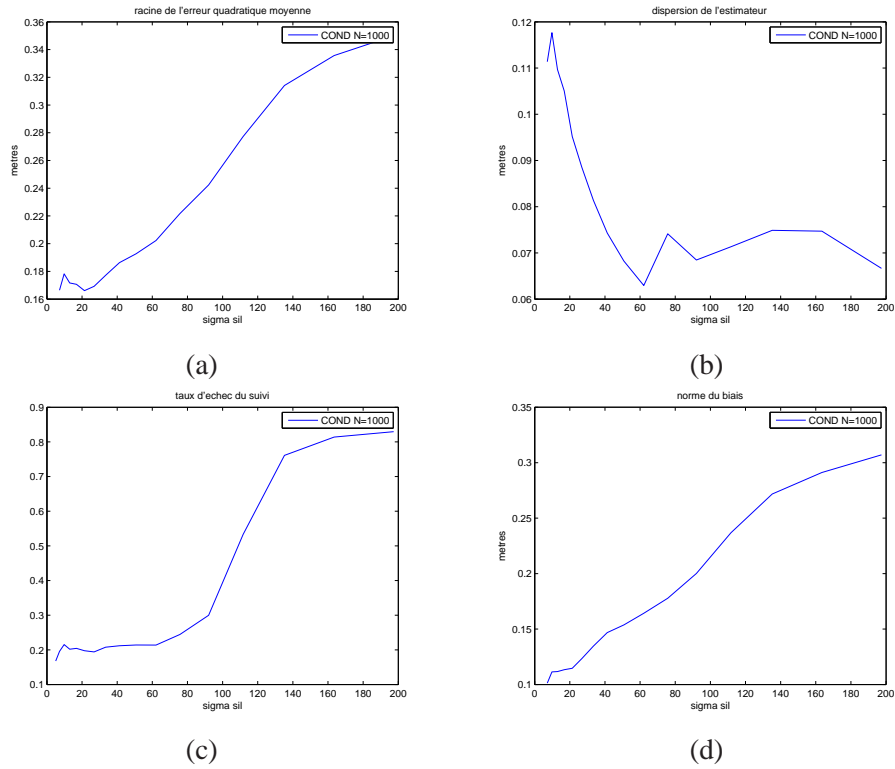 racine de l'erreur quadratique moyenne
COND N=1000
0.36
0.34
0.32
0.3
0.28
0.26
0.24
0.22
0.2
0.18
0.16
metres
0 20 40 60 80 100 120 140 160 180 200
sigma sil
(a)
dispersion de l'estimateur
COND N=1000
0.12
0.11
0.1
0.09
0.08
0.07
0.06
metres
0 20 40 60 80 100 120 140 160 180 200
sigma sil
(b)
taux d'echec du suivi
COND N=1000
0.9
0.8
0.7
0.6
0.5
0.4
0.3
0.2
0.1
0 20 40 60 80 100 120 140 160 180 200
sigma sil
(c)
norme du biais
COND N=1000
0.35
0.3
0.25
0.2
0.15
0.1
metres
0 20 40 60 80 100 120 140 160 180 200
sigma sil
(d)